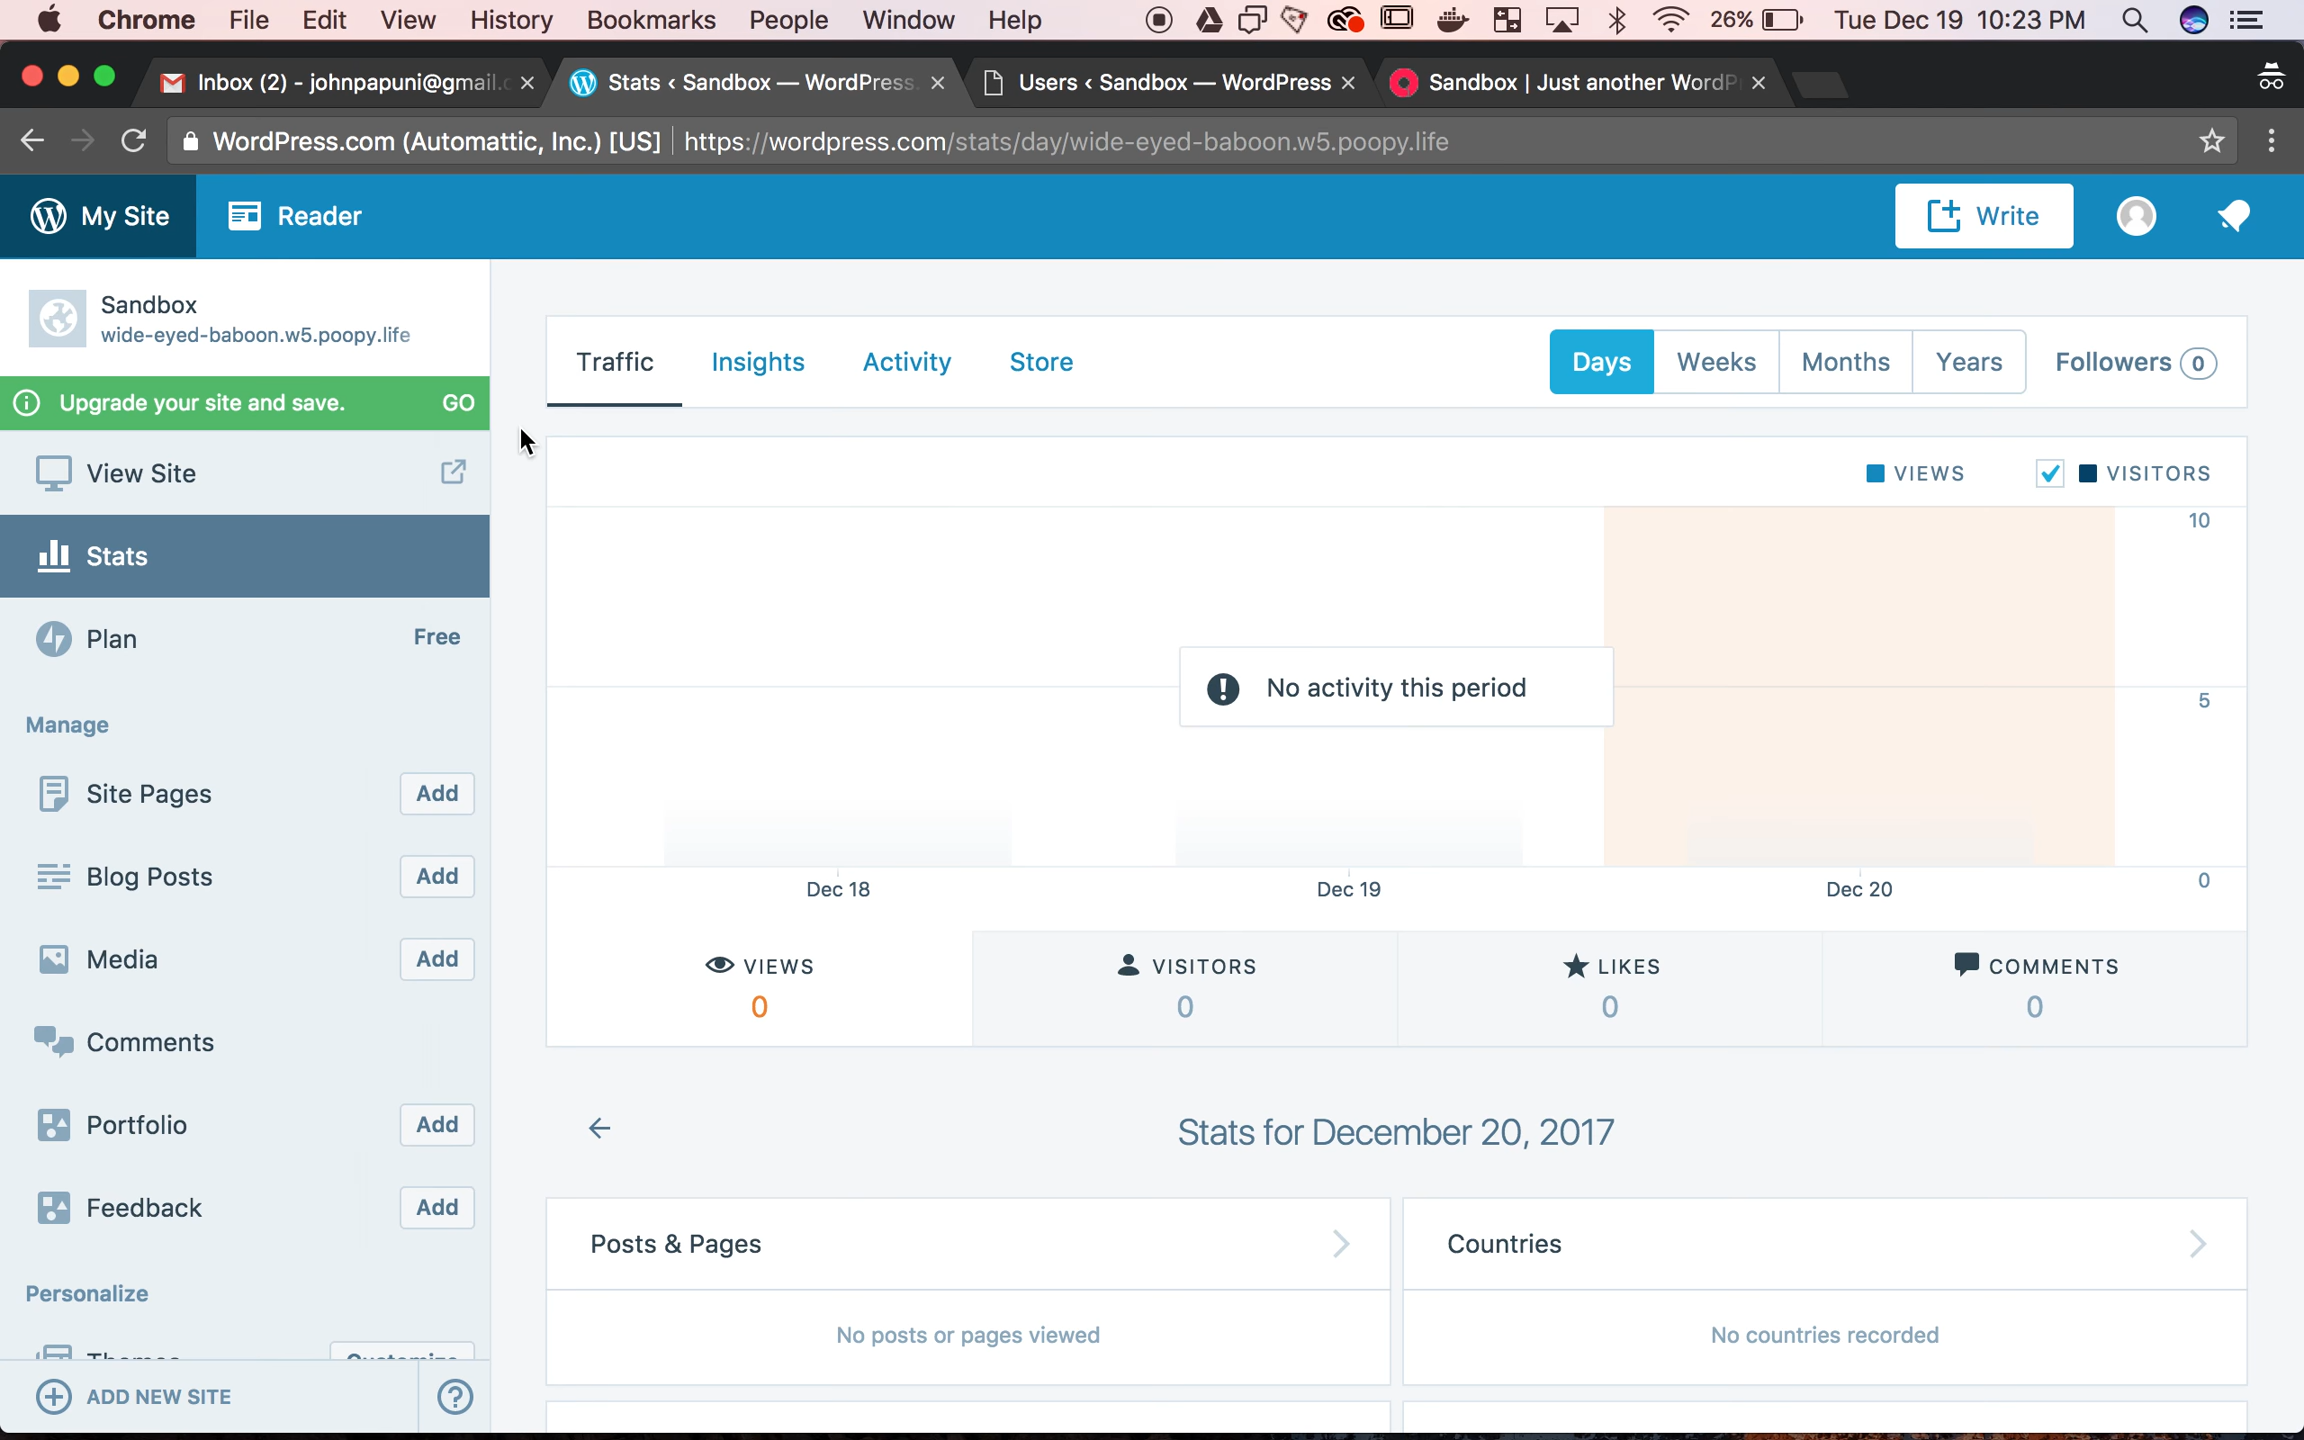 Chrome File Edit View History Bookmarks People Window Help 26% Tue Dec 19 10:23 PM
Inbox (2) - johnpapuni@gmail.c Stats ‹ Sandbox — WordPress. Users ‹ Sandbox — WordPress Sandbox | Just another WordP
WordPress.com (Automattic, Inc.) [US] https://wordpress.com/stats/day/wide-eyed-baboon.w5.poopy.life
My Site Reader Write
Sandbox
wide-eyed-baboon.w5.poopy.life
Upgrade your site and save. GO
View Site
Stats
Plan Free
Manage
Site Pages Add
Blog Posts Add
Media Add
Comments
Portfolio Add
Feedback Add
Personalize
Themes Customize
ADD NEW SITE
Traffic Insights Activity Store Days Weeks Months Years Followers 0
VIEWS VISITORS
10
5
0
No activity this period
Dec 18 Dec 19 Dec 20
VIEWS VISITORS LIKES COMMENTS
0 0 0 0
Stats for December 20, 2017
Posts & Pages Countries
No posts or pages viewed No countries recorded